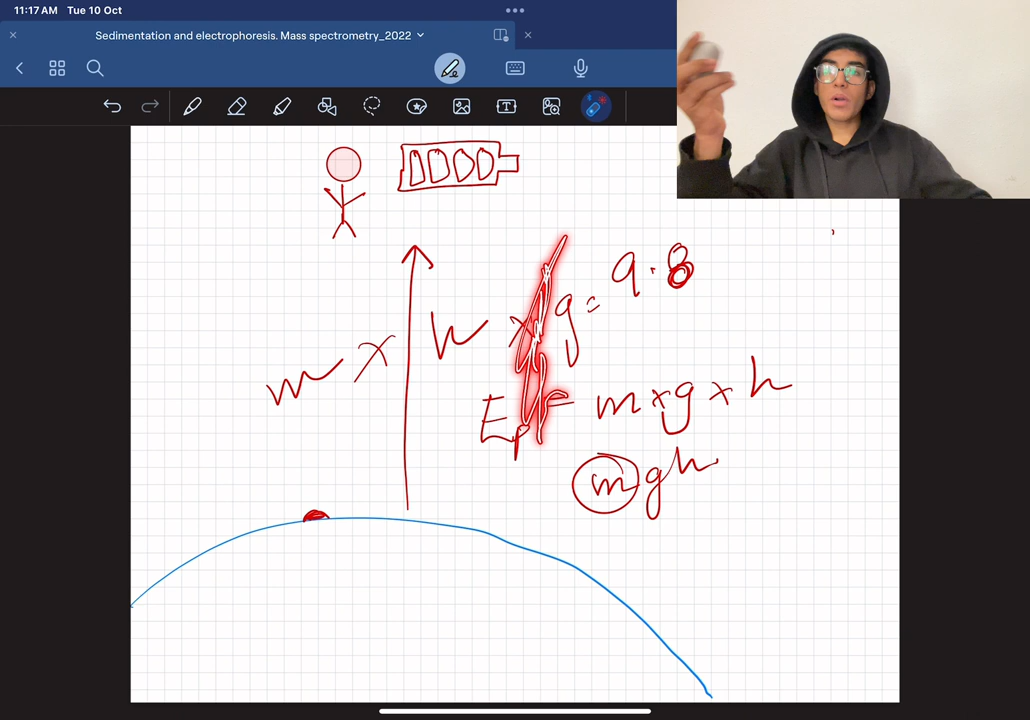 11:17 AM Tue 10 Oct
Sedimentation and electrophoresis. Mass spectrometry_2022
T
m x h x g = 9.8
Ep = m x g x h
mgh